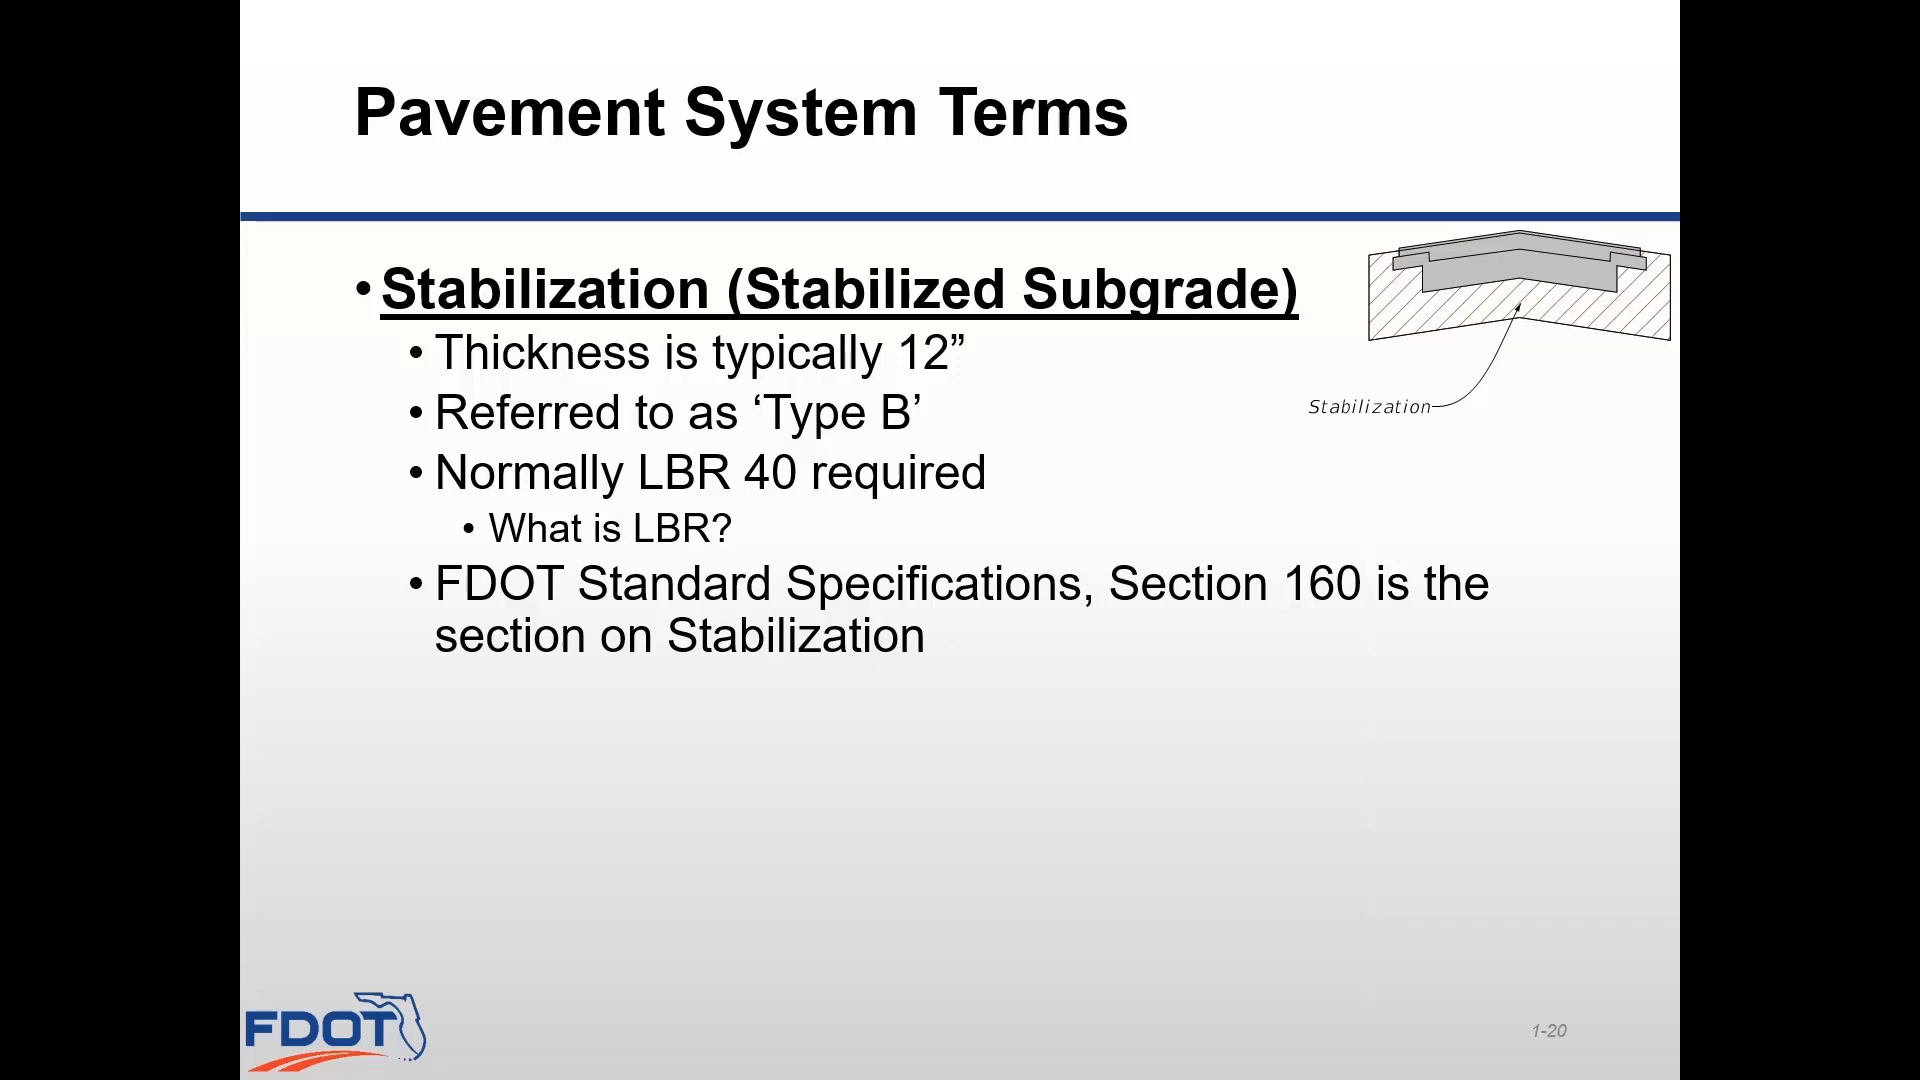 Pavement System Terms
• Stabilization (Stabilized Subgrade)
• Thickness is typically 12”
• Referred to as ‘Type B’
• Normally LBR 40 required
• What is LBR?
• FDOT Standard Specifications, Section 160 is the
section on Stabilization
Stabilization
FDOT
1-20